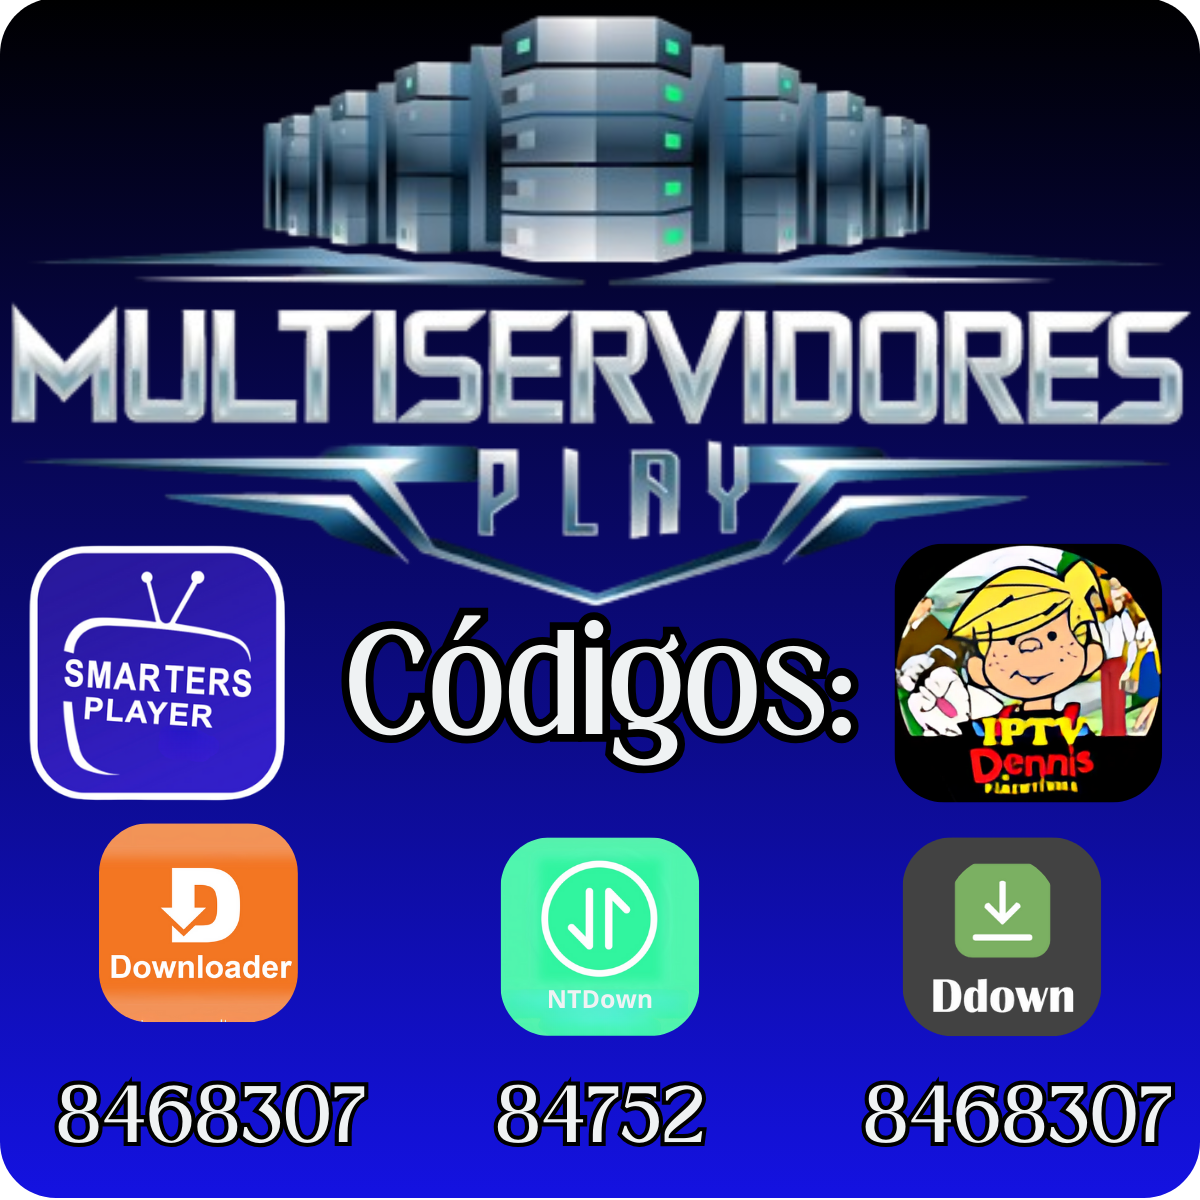 MULTISERVIDORES
PLAY
SMARTERS
PLAYER
Códigos:
IPTV
Dennis
Downloader
NTDown
Ddown
8468307
84752
8468307